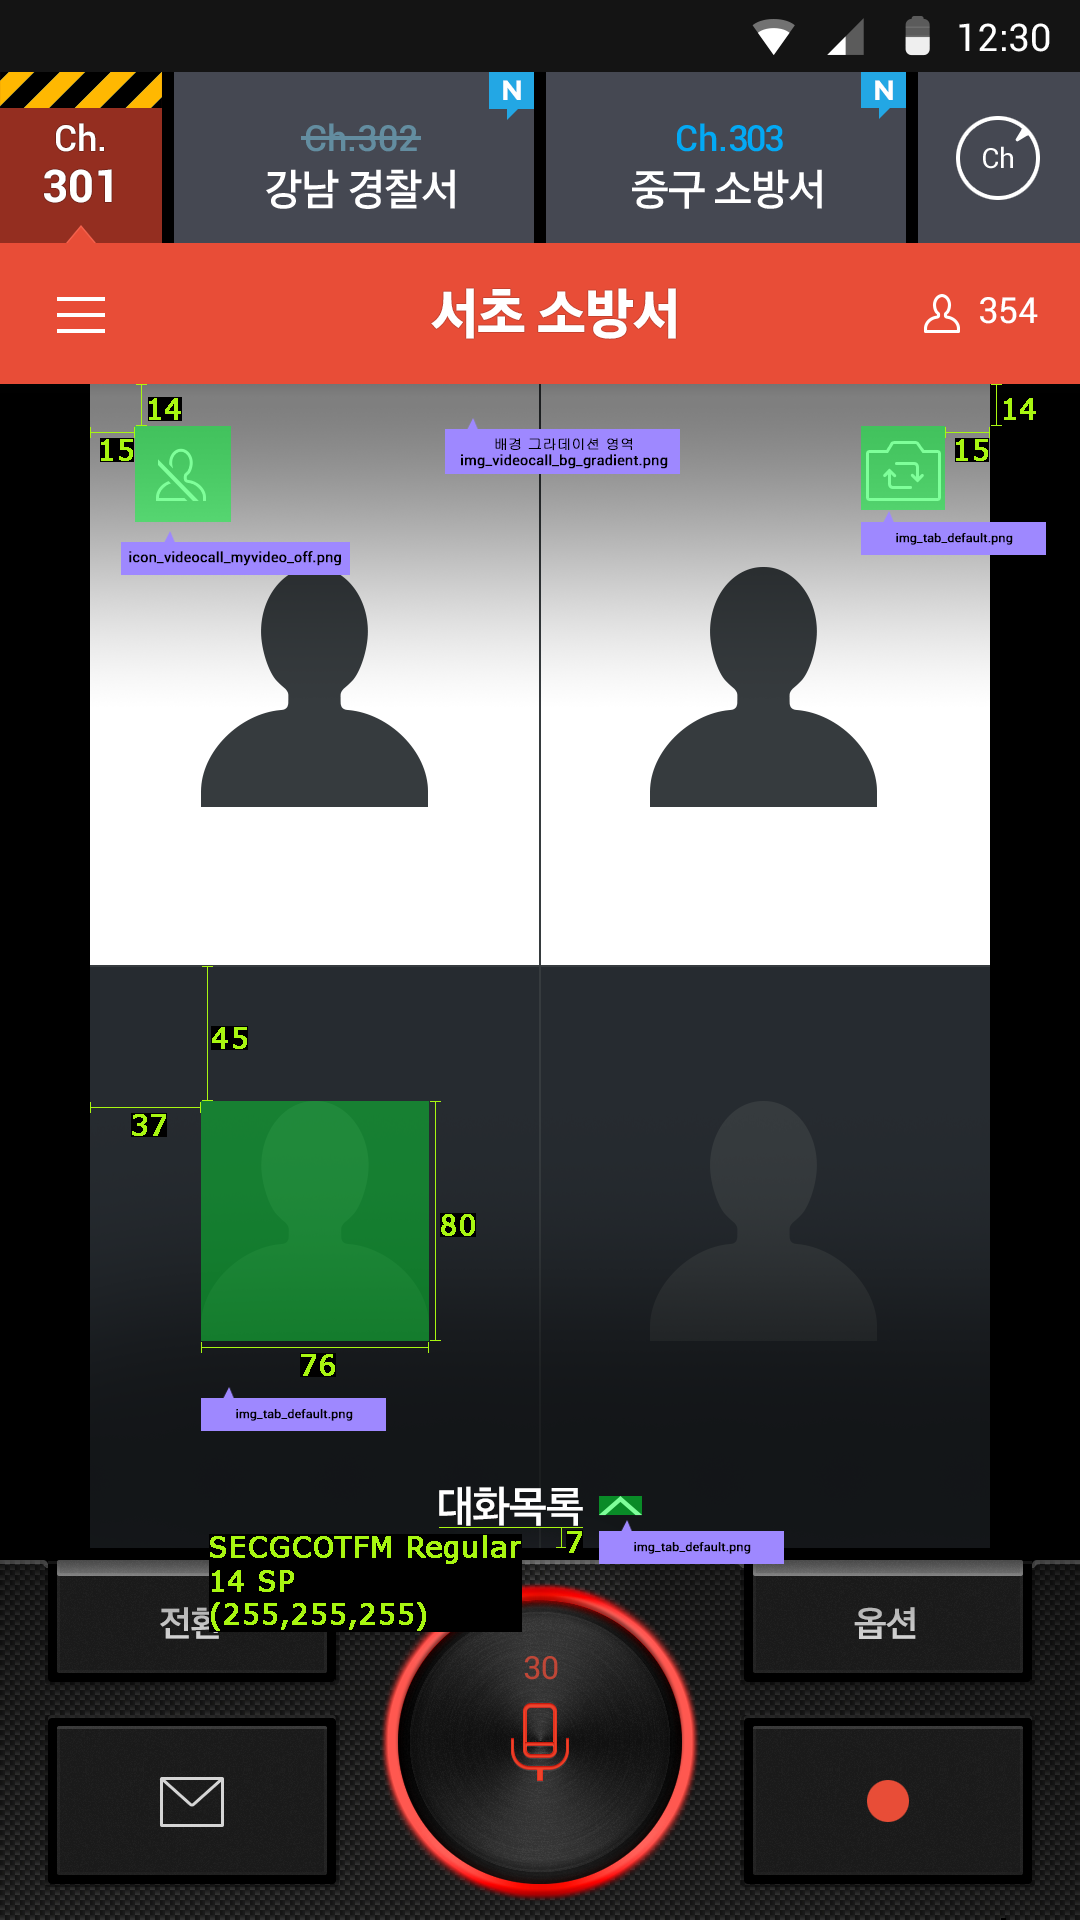 12:30
Ch.
301
Ch.302
강남 경찰서
N
Ch.303
중구 소방서
N
Ch
서초 소방서
354
14
15
배경 그라데이션 영역
img_videocall_bg_gradient.png
14
15
icon_videocall_myvideo_off.png
img_tab_default.png
45
37
80
76
img_tab_default.png
대화목록
7
img_tab_default.png
SECGCOTFM Regular
14 SP
(255,255,255)
전환
옵션
30